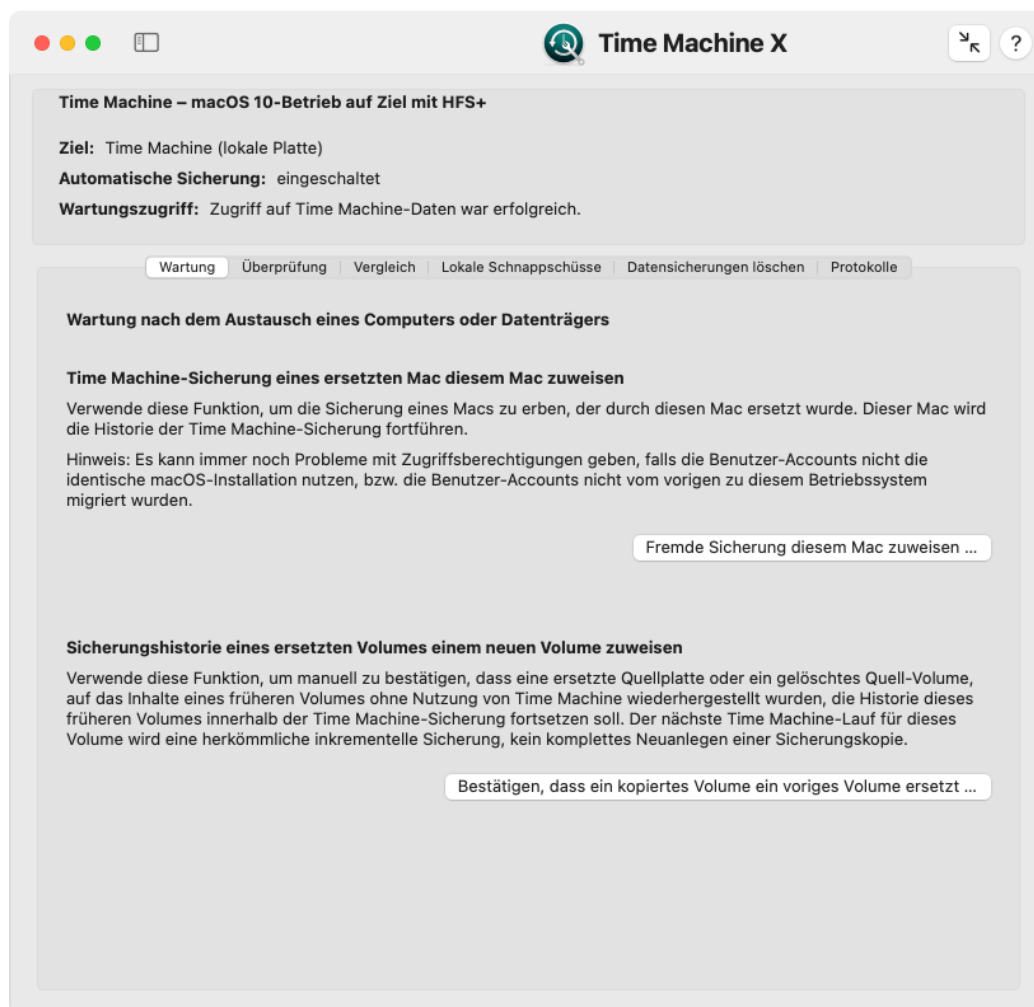 Time Machine X
?
Time Machine – macOS 10-Betrieb auf Ziel mit HFS+
Ziel: Time Machine (lokale Platte)
Automatische Sicherung: eingeschaltet
Wartungszugriff: Zugriff auf Time Machine-Daten war erfolgreich.
Wartung Überprüfung Vergleich Lokale Schnappschüsse Datensicherungen löschen Protokolle
Wartung nach dem Austausch eines Computers oder Datenträgers
Time Machine-Sicherung eines ersetzten Mac diesem Mac zuweisen
Verwende diese Funktion, um die Sicherung eines Macs zu erben, der durch diesen Mac ersetzt wurde. Dieser Mac wird
die Historie der Time Machine-Sicherung fortführen.
Hinweis: Es kann immer noch Probleme mit Zugriffsberechtigungen geben, falls die Benutzer-Accounts nicht die
identische macOS-Installation nutzen, bzw. die Benutzer-Accounts nicht vom vorigen zu diesem Betriebssystem
migriert wurden.
Fremde Sicherung diesem Mac zuweisen ...
Sicherungshistorie eines ersetzten Volumes einem neuen Volume zuweisen
Verwende diese Funktion, um manuell zu bestätigen, dass eine ersetzte Quellplatte oder ein gelöschtes Quell-Volume,
auf das Inhalte eines früheren Volumes ohne Nutzung von Time Machine wiederhergestellt wurden, die Historie dieses
früheren Volumes innerhalb der Time Machine-Sicherung fortsetzen soll. Der nächste Time Machine-Lauf für dieses
Volume wird eine herkömmliche inkrementelle Sicherung, kein komplettes Neuanlegen einer Sicherungskopie.
Bestätigen, dass ein kopiertes Volume ein voriges Volume ersetzt ...